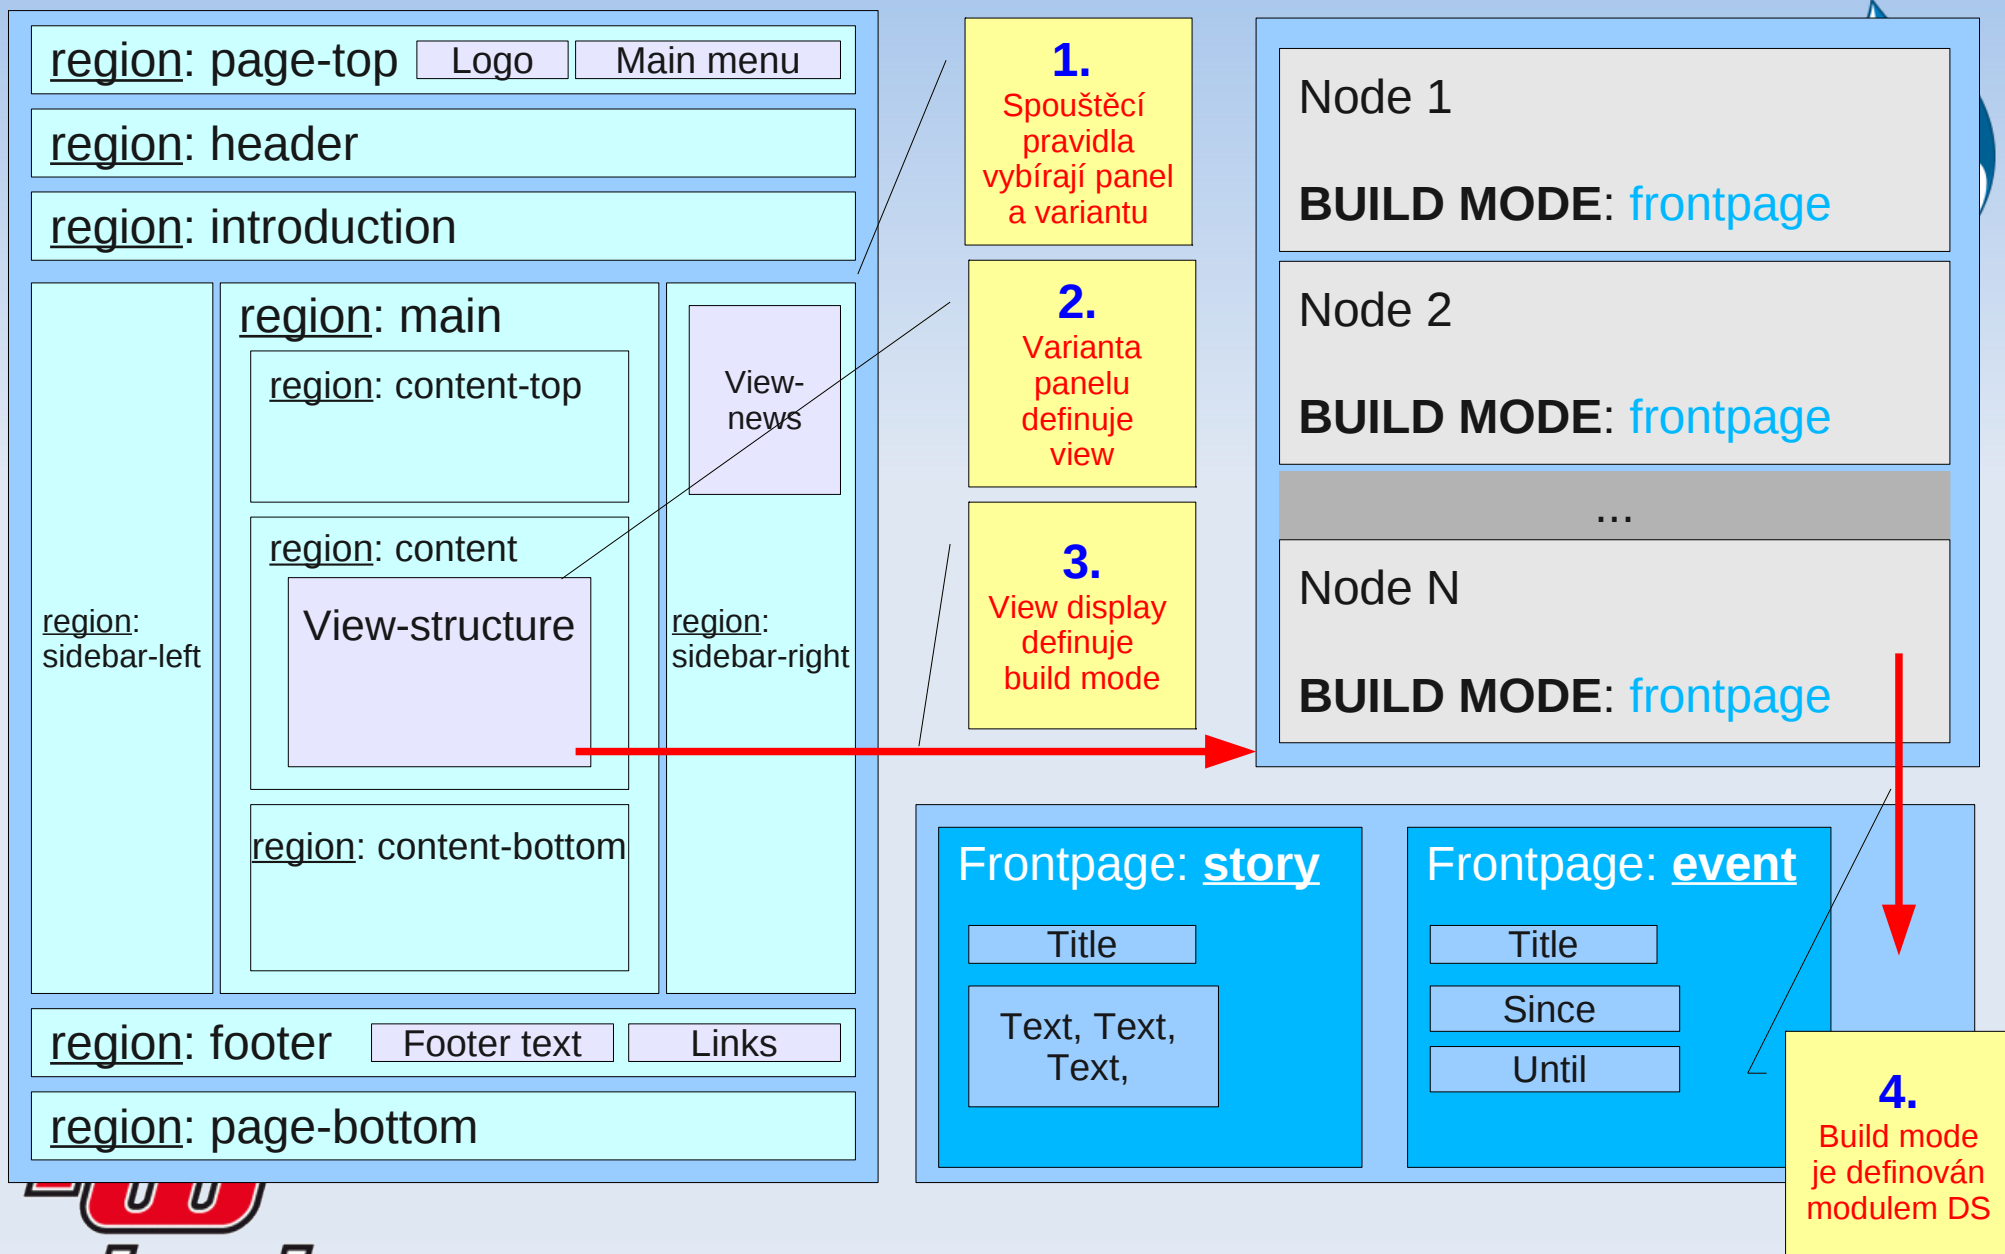 region: page-top
Logo
Main menu
region: header
region: introduction
region: main
region: content-top
region: content
View-structure
region: content-bottom
region:
sidebar-left
View-
news
region:
sidebar-right
region: footer
Footer text
Links
region: page-bottom
1.
Spouštěcí
pravidla
vybírají panel
a variantu
2.
Varianta
panelu
definuje
view
3.
View display
definuje
build mode
Node 1
BUILD MODE: frontpage
Node 2
BUILD MODE: frontpage
...
Node N
BUILD MODE: frontpage
Frontpage: story
Title
Text, Text,
Text,
Frontpage: event
Title
Since
Until
4.
Build mode
je definován
modulem DS